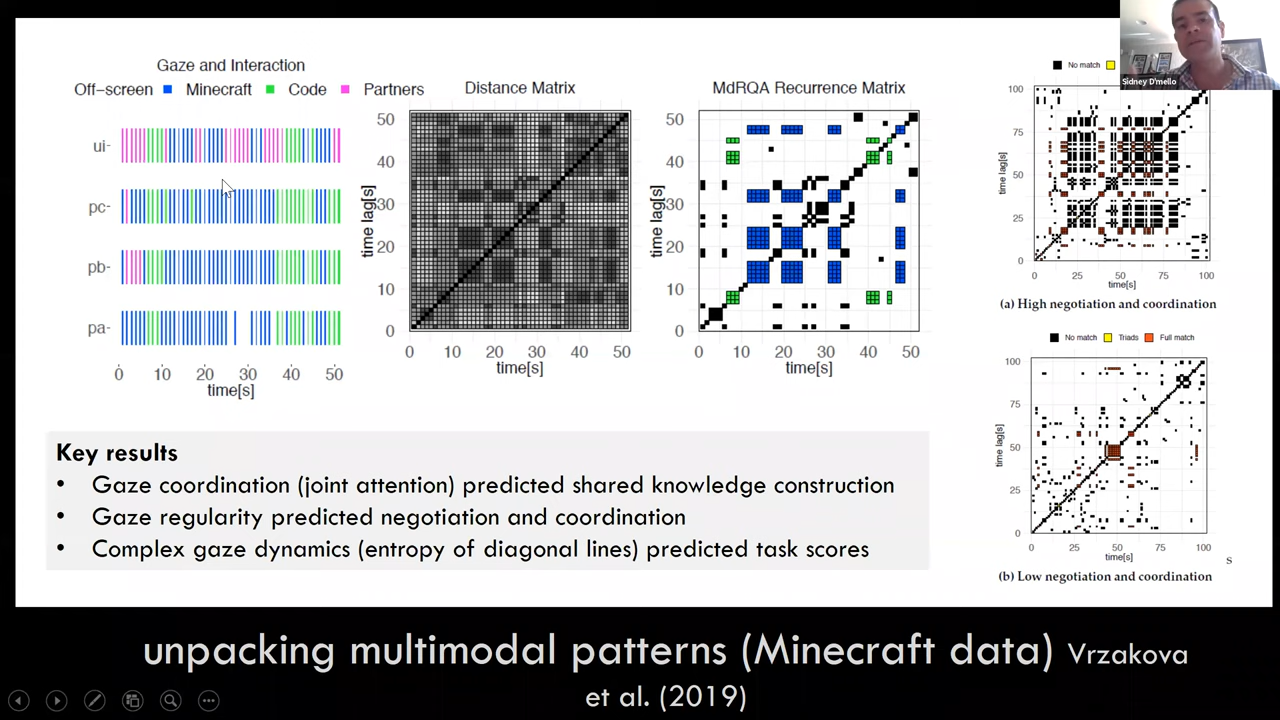 Gaze and Interaction
Off-screen Minecraft Code Partners
ui-
pc-
pb-
pa-
0 10 20 30 40 50
time[s]
Distance Matrix
50
40
30
20
10
0
time lag[s]
0 10 20 30 40 50
time[s]
MdRQA Recurrence Matrix
50
40
30
20
10
0
time lag[s]
0 10 20 30 40 50
time[s]
Sidney D'mello
No match
100
75
50
25
0
time lag[s]
0 25 50 75 100
time[s]
(a) High negotiation and coordination
No match Triads Full match
100
75
50
25
0
time lag[s]
0 25 50 75 100
time[s]
s
(b) Low negotiation and coordination
Key results
• Gaze coordination (joint attention) predicted shared knowledge construction
• Gaze regularity predicted negotiation and coordination
• Complex gaze dynamics (entropy of diagonal lines) predicted task scores
unpacking multimodal patterns (Minecraft data) Vrzakova
et al. (2019)